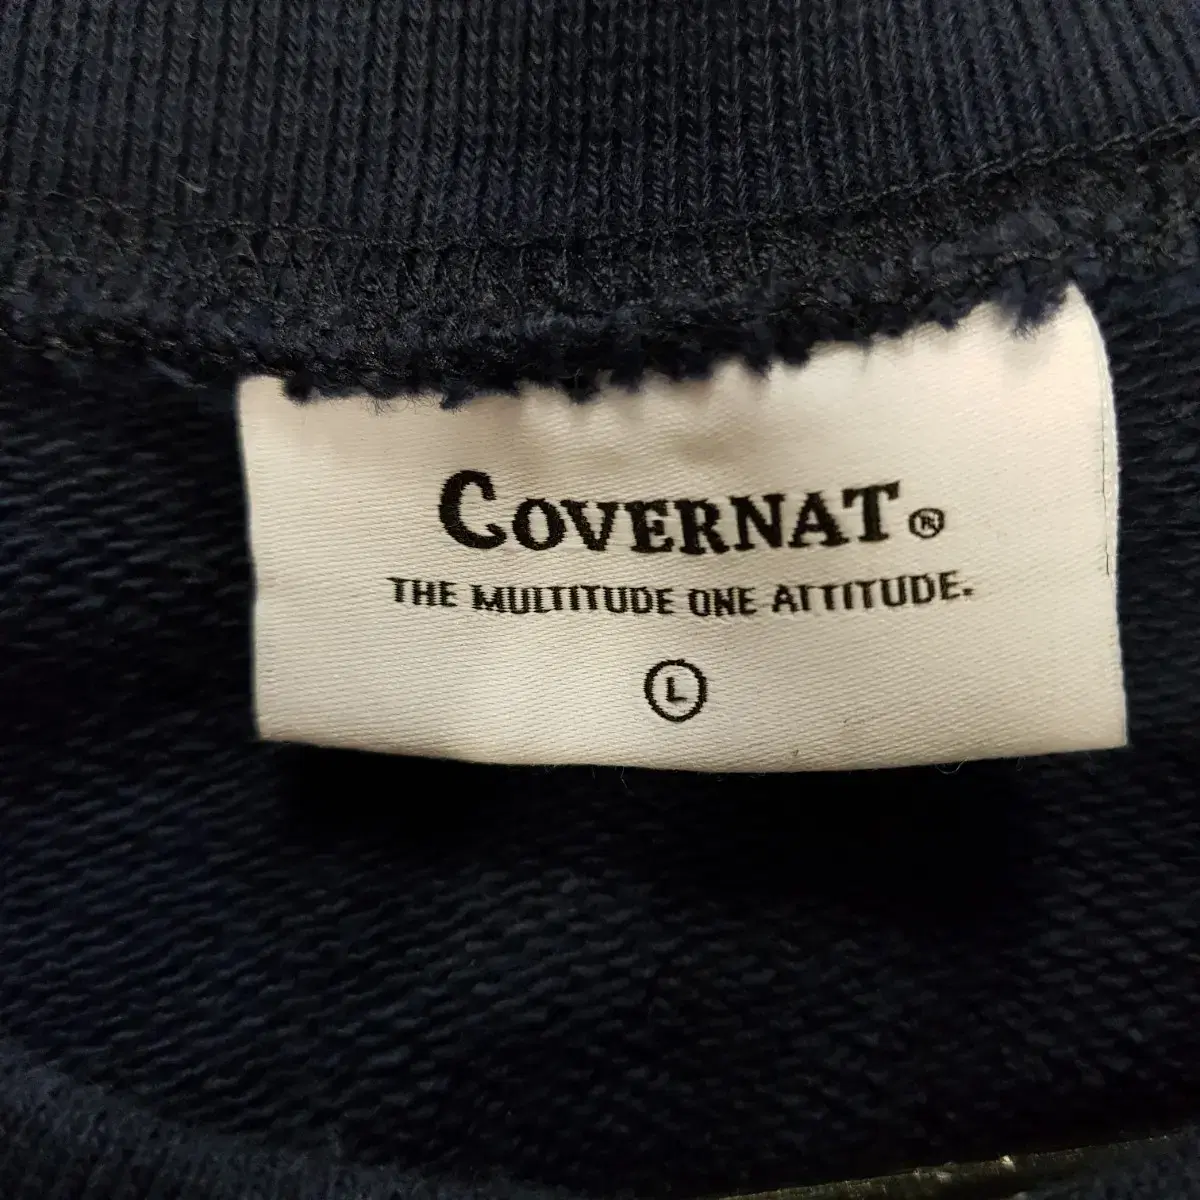 COVERNAT®
THE MULTITUDE ONE ATTITUDE.
L